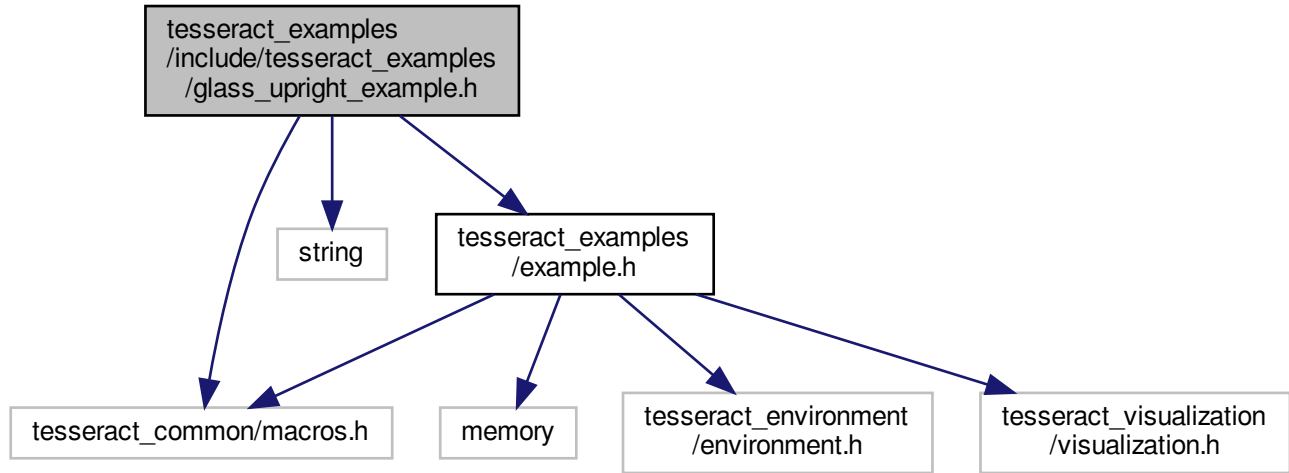 tesseract_examples
/include/tesseract_examples
/glass_upright_example.h
string
tesseract_examples
/example.h
tesseract_common/macros.h
memory
tesseract_environment
/environment.h
tesseract_visualization
/visualization.h